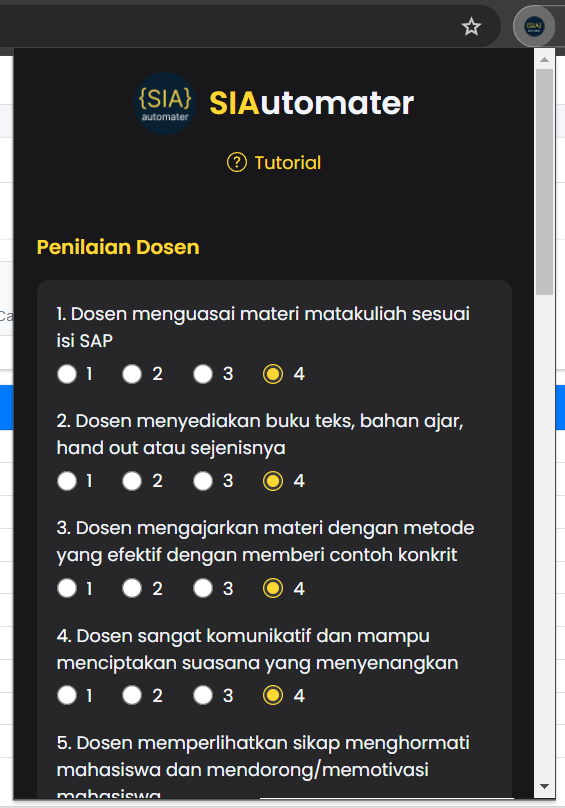 {SIA}
{SIA}
automater
SIAutomater
? Tutorial
Penilaian Dosen
Ca
1. Dosen menguasai materi matakuliah sesuai
isi SAP
1 2 3 4
2. Dosen menyediakan buku teks, bahan ajar,
hand out atau sejenisnya
1 2 3 4
3. Dosen mengajarkan materi dengan metode
yang efektif dengan memberi contoh konkrit
1 2 3 4
4. Dosen sangat komunikatif dan mampu
menciptakan suasana yang menyenangkan
1 2 3 4
5. Dosen memperlihatkan sikap menghormati
mahasiswa dan mendorong/memotivasi
mahasiswa